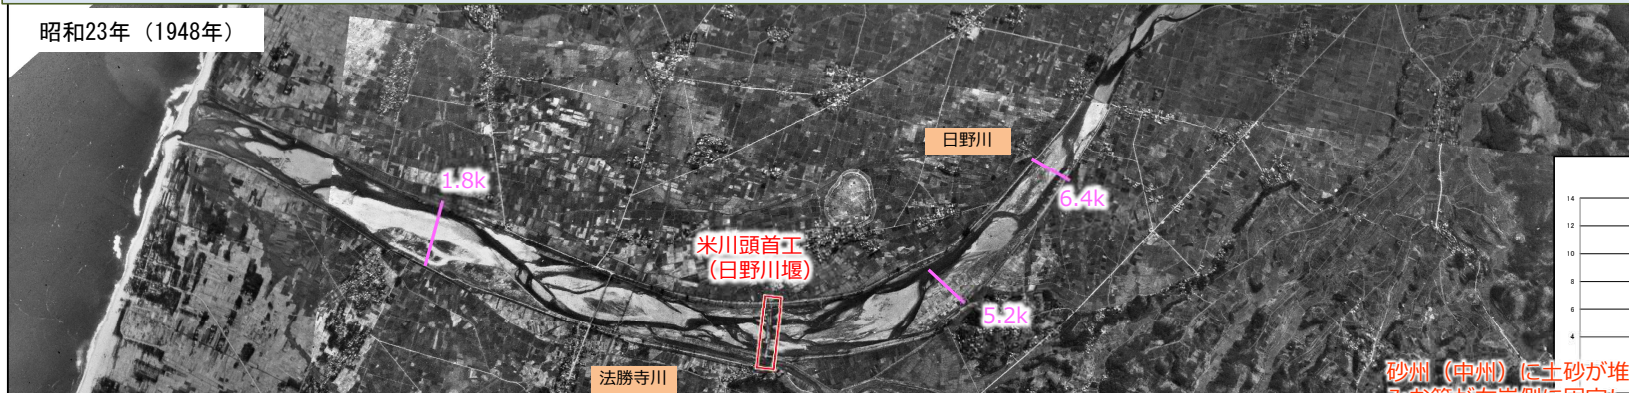 昭和23年（1948年）
日野川
1.8k
6.4k
米川頭首工
（日野川堰）
5.2k
法勝寺川
14
12
10
8
6
4
砂州（中州）に土砂が堆